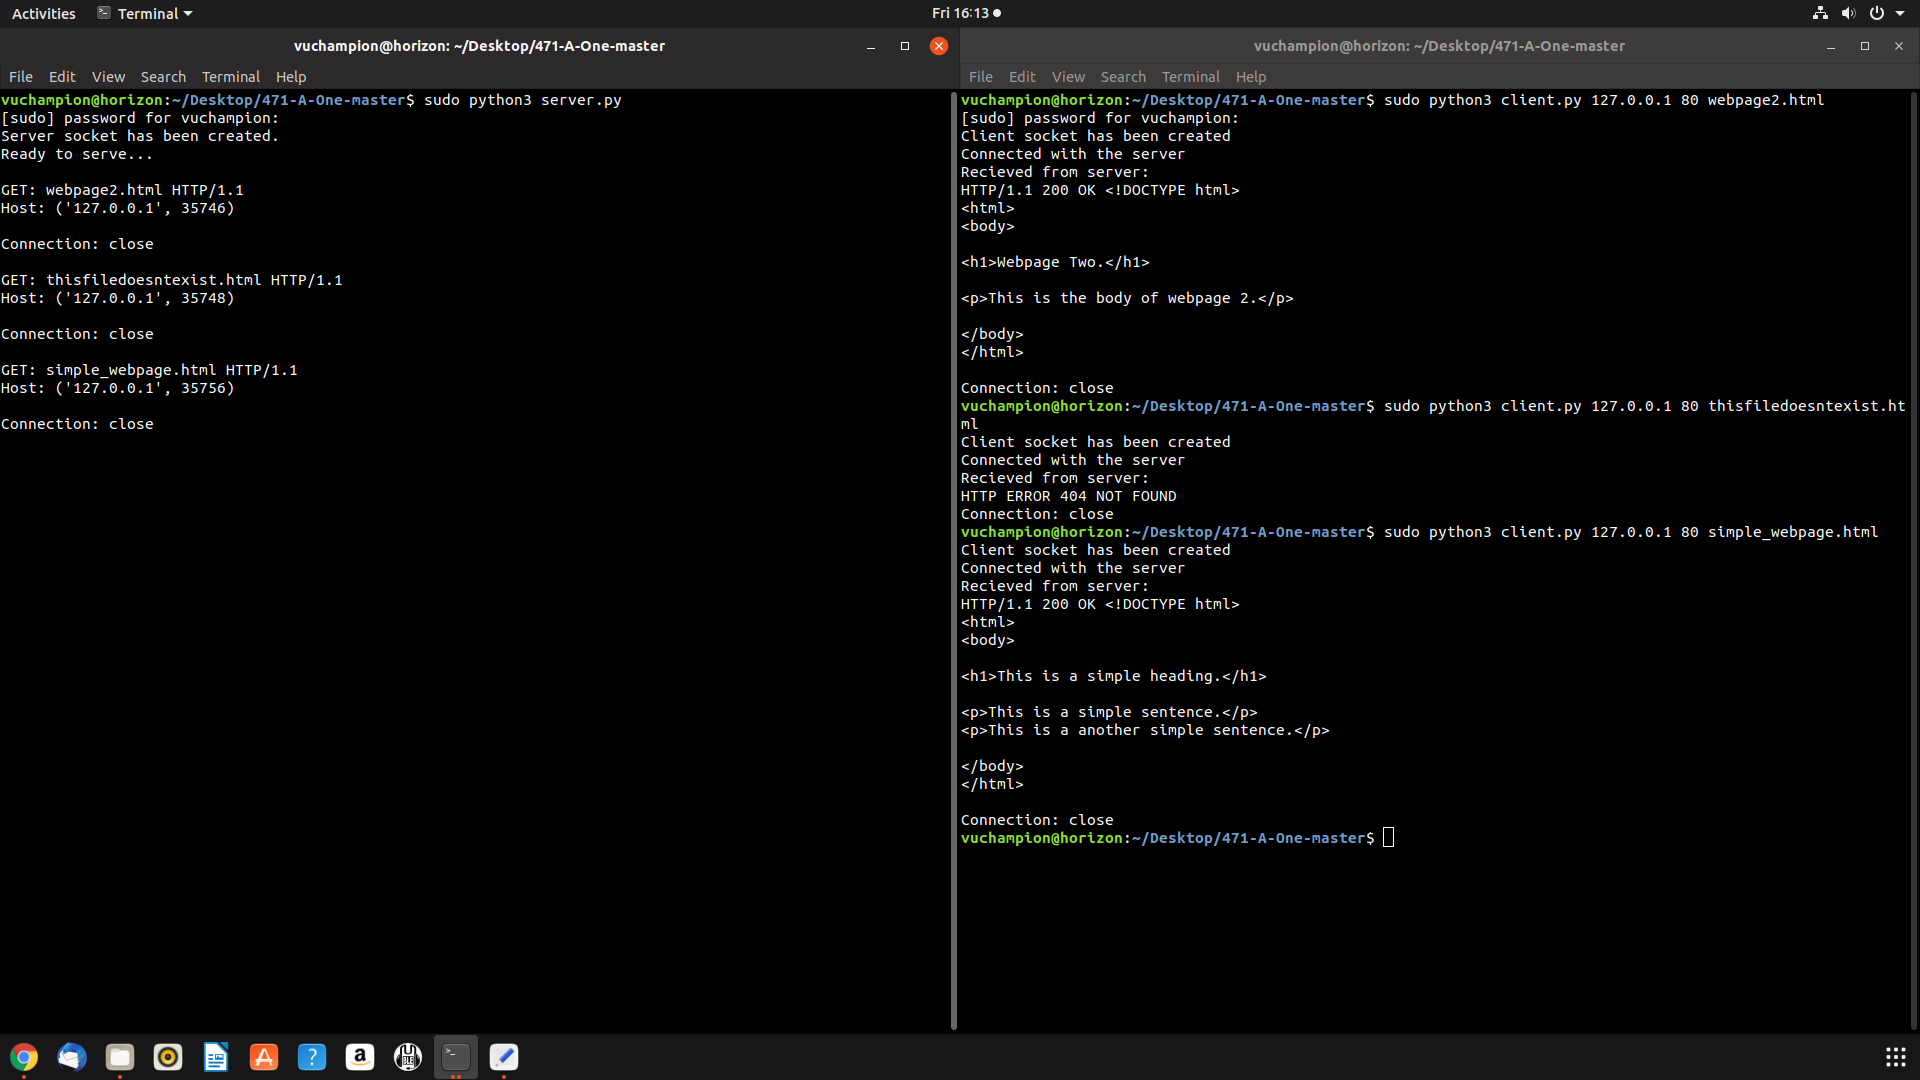 Activities Terminal Fri 16:13
vuchampion@horizon: ~/Desktop/471-A-One-master
File Edit View Search Terminal Help
vuchampion@horizon:~/Desktop/471-A-One-master$ sudo python3 server.py
[sudo] password for vuchampion:
Server socket has been created.
Ready to serve...
GET: webpage2.html HTTP/1.1
Host: ('127.0.0.1', 35746)
Connection: close
GET: thisfiledoesntexist.html HTTP/1.1
Host: ('127.0.0.1', 35748)
Connection: close
GET: simple_webpage.html HTTP/1.1
Host: ('127.0.0.1', 35756)
Connection: close
vuchampion@horizon: ~/Desktop/471-A-One-master
File Edit View Search Terminal Help
vuchampion@horizon:~/Desktop/471-A-One-master$ sudo python3 client.py 127.0.0.1 80 webpage2.html
[sudo] password for vuchampion:
Client socket has been created
Connected with the server
Recieved from server:
HTTP/1.1 200 OK <!DOCTYPE html>
<html>
<body>
<h1>Webpage Two.</h1>
<p>This is the body of webpage 2.</p>
</body>
</html>
Connection: close
vuchampion@horizon:~/Desktop/471-A-One-master$ sudo python3 client.py 127.0.0.1 80 thisfiledoesntexist.ht
ml
Client socket has been created
Connected with the server
Recieved from server:
HTTP ERROR 404 NOT FOUND
Connection: close
vuchampion@horizon:~/Desktop/471-A-One-master$ sudo python3 client.py 127.0.0.1 80 simple_webpage.html
Client socket has been created
Connected with the server
Recieved from server:
HTTP/1.1 200 OK <!DOCTYPE html>
<html>
<body>
<h1>This is a simple heading.</h1>
<p>This is a simple sentence.</p>
<p>This is a another simple sentence.</p>
</body>
</html>
Connection: close
vuchampion@horizon:~/Desktop/471-A-One-master$